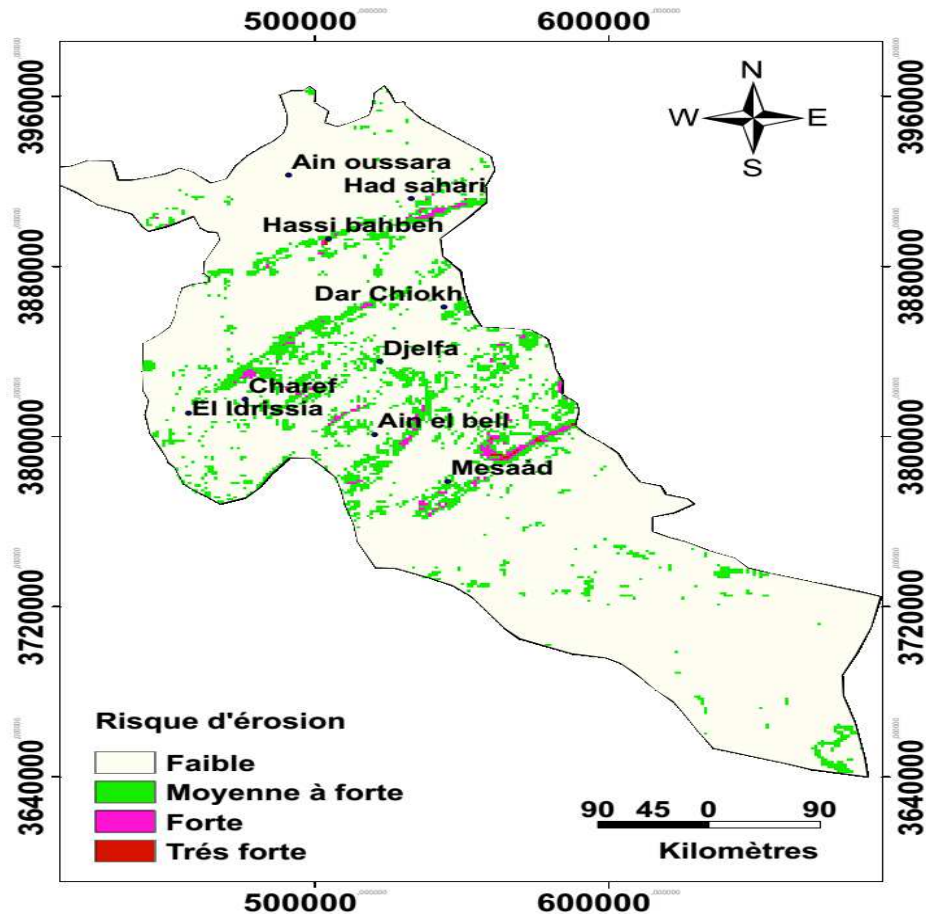 500000 600000
N
W E
S
3960000 3960000
Ain oussara
Had sahari
Hassi bahbeh
3880000 3880000
Dar Chiokh
Djelfa
Charef
El Idrissia
Ain el bell
3800000 3800000
Mesaâd
3720000 3720000
Risque d'érosion
Faible
Moyenne à forte
Forte
Trés forte
3640000 3640000
90 45 0 90
Kilomètres
500000 600000